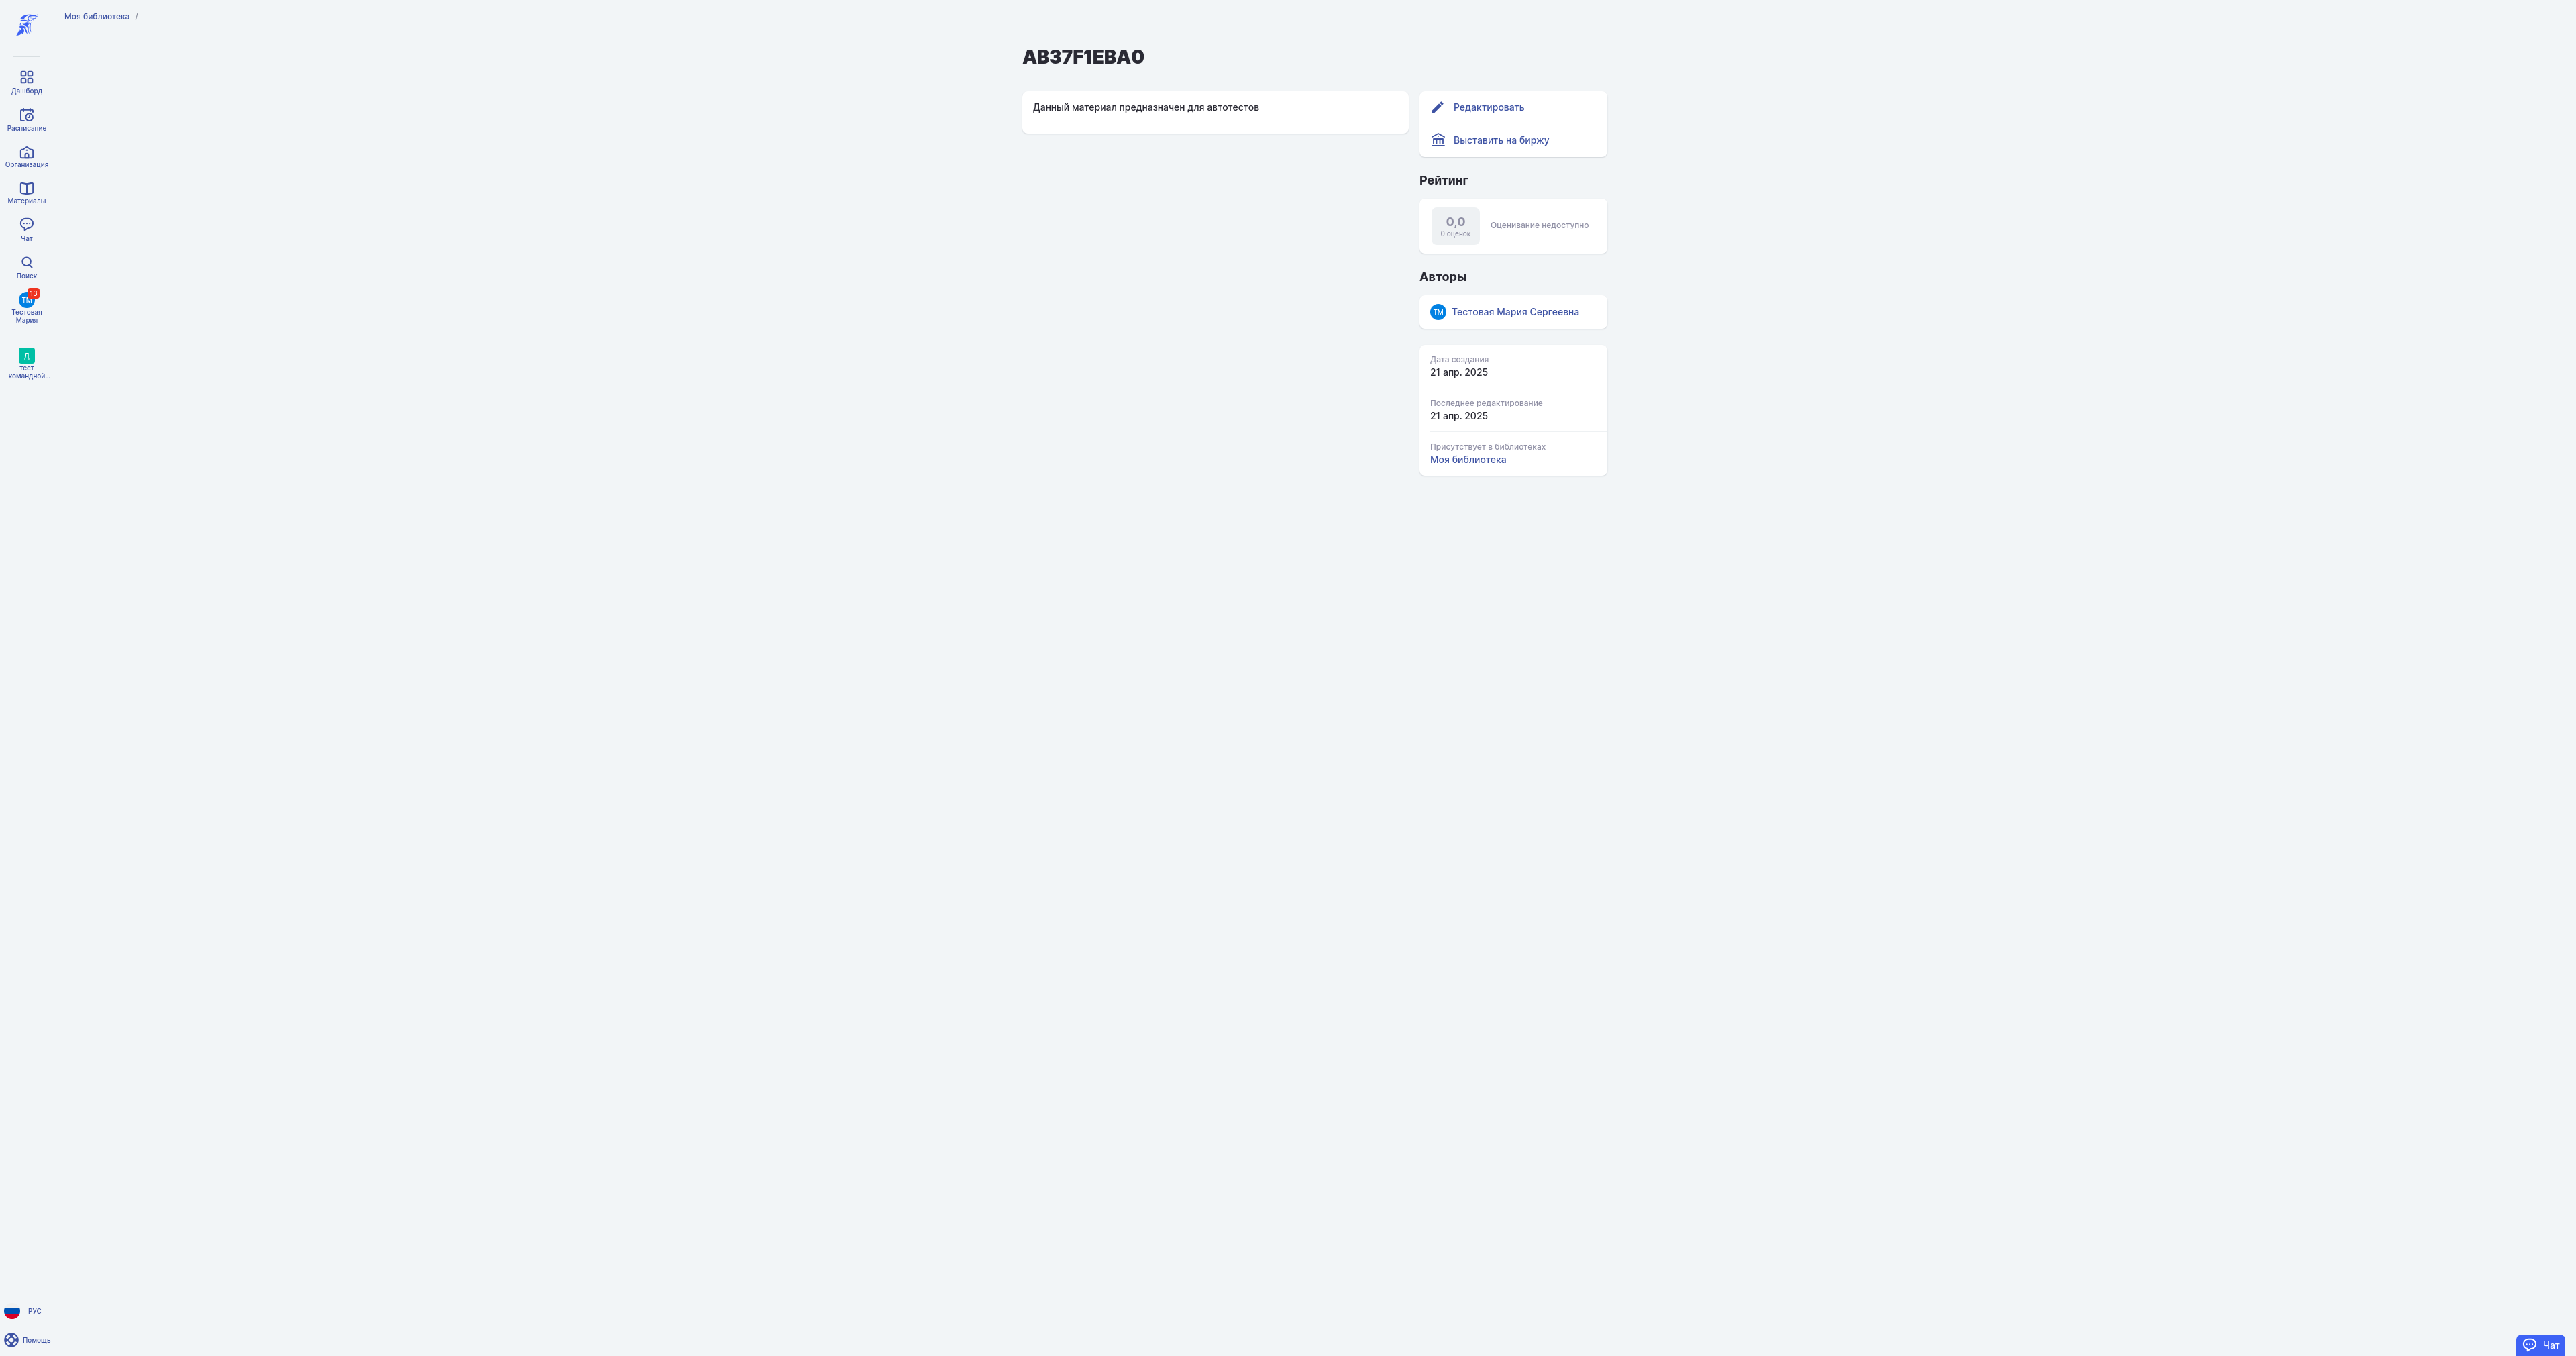 Моя библиотека /
Дашборд
Расписание
Организация
Материалы
Чат
Поиск
ТМ
13
Тестовая
Мария
Д
тест
командной...
AB37F1EBA0
Данный материал предназначен для автотестов
Редактировать
Выставить на биржу
Рейтинг
0,0
0 оценок
Оценивание недоступно
Авторы
ТМ Тестовая Мария Сергеевна
Дата создания
21 апр. 2025
Последнее редактирование
21 апр. 2025
Присутствует в библиотеках
Моя библиотека
РУС
Помощь
Чат